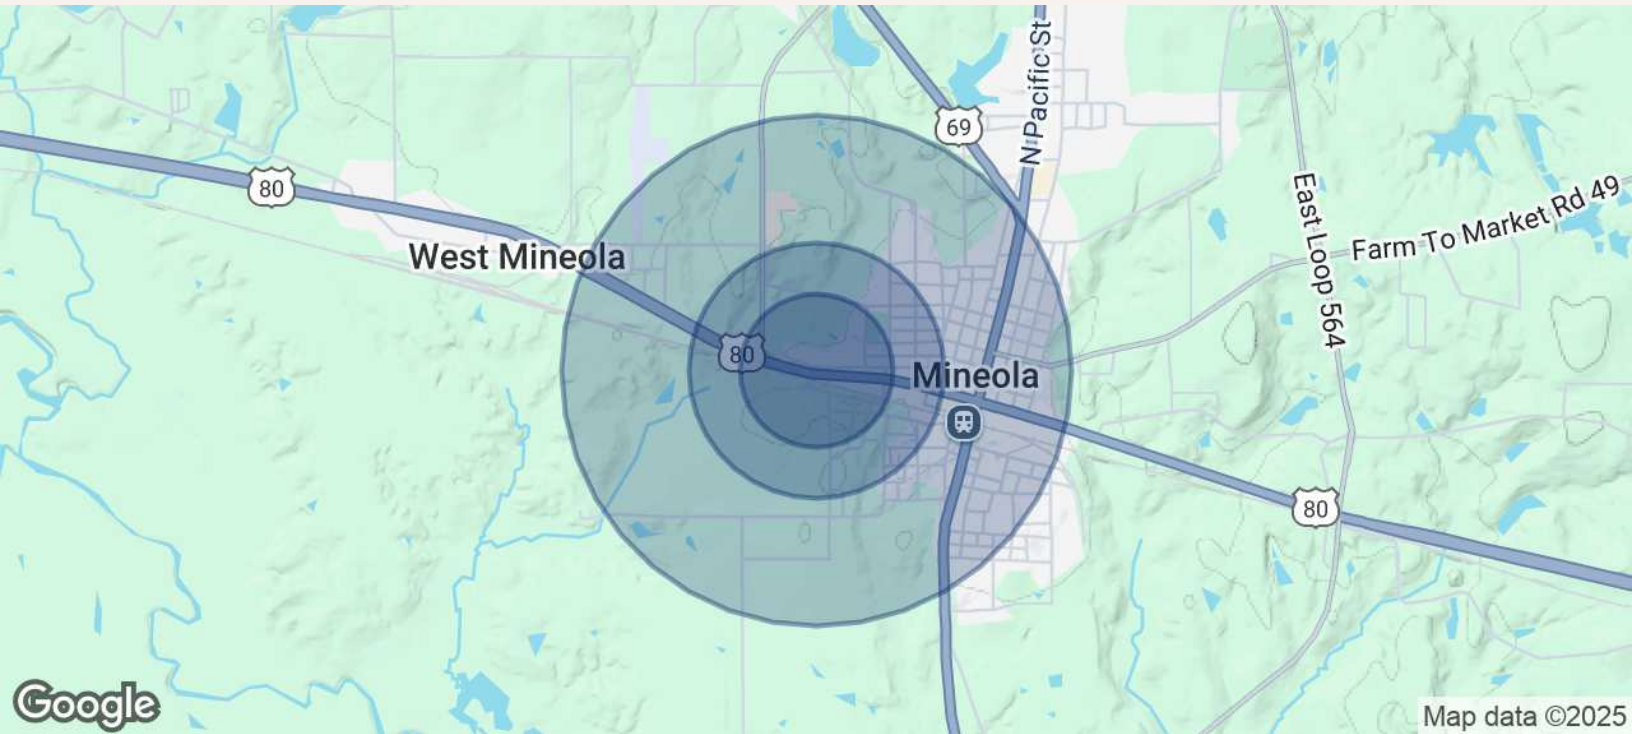 N Pacific St
69
80
East Loop 564
Farm To Market Rd 49
West Mineola
80
Mineola
80
Google
Map data ©2025